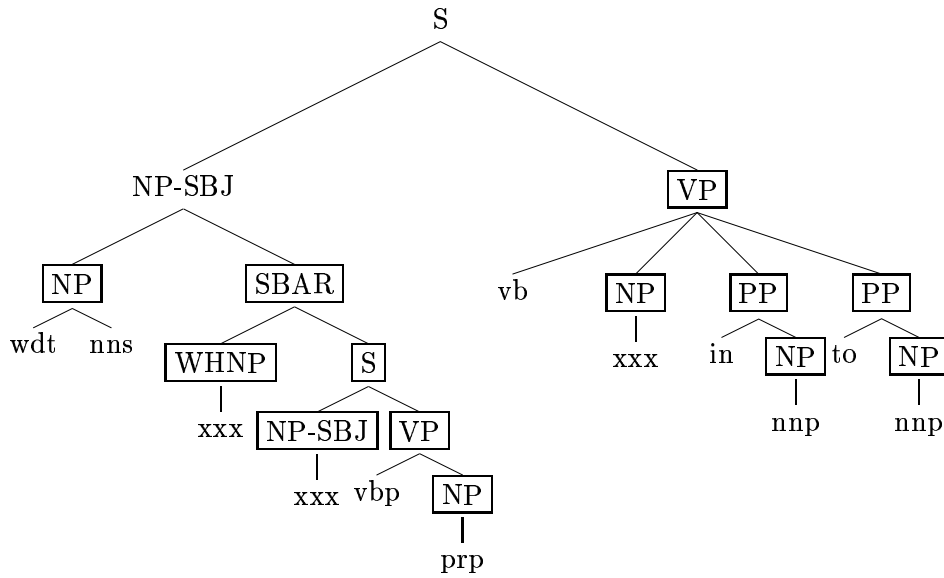 S
NP-SBJ VP
NP SBAR vb NP PP PP
wdt nns WHNP S xxx in NP to NP
xxx NP-SBJ VP nnp nnp
xxx vbp NP
prp